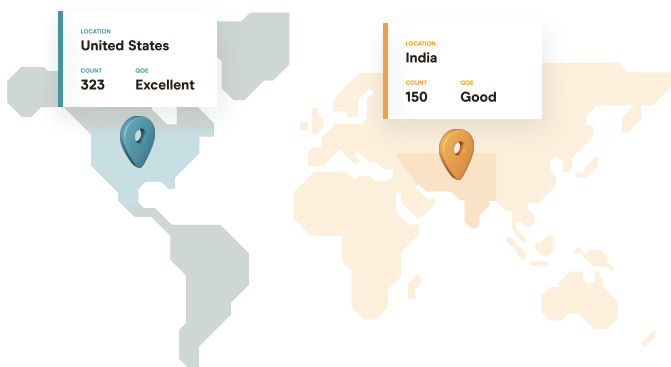 LOCATION
United States
COUNT QOE
323 Excellent
LOCATION
India
COUNT QOE
150 Good